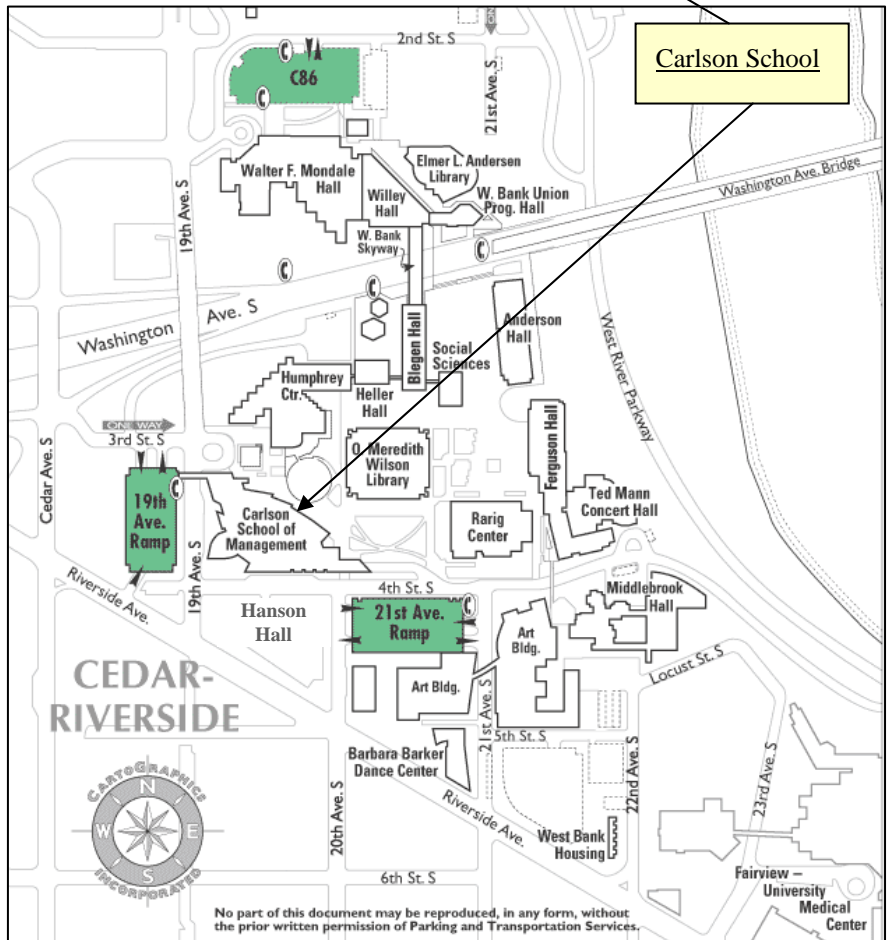 ON
2nd St. S
Carlson School
C
C86
C
21st Ave. S
Elmer L. Andersen
Library
Walter F. Mondale
Hall
Willey
Hall
W. Bank Union
Prog. Hall
Washington Ave. Bridge
19th Ave. S
W. Bank
Skyway
C
C
C
Washington Ave. S
Blegen Hall
Anderson
Hall
Social
Sciences
West River Parkway
Humphrey
Ctr.
Heller
Hall
ONE WAY
3rd St. S
Cedar Ave. S
O. Meredith
Wilson
Library
Ferguson Hall
C
19th
Ave.
Ramp
Ted Mann
Concert Hall
Carlson
School of
Management
Rarig
Center
19th Ave. S
Riverside Ave.
4th St. S
Middlebrook
Hall
Hanson
Hall
C
21st Ave.
Ramp
Art
Bldg.
Locust St. S
CEDAR-
RIVERSIDE
Art Bldg.
21st Ave. S
5th St. S
Barbara Barker
Dance Center
22nd Ave. S
23rd Ave. S
CARTOGRAPHICS
N
W
E
S
INCORPORATED
20th Ave. S
Riverside Ave.
West Bank
Housing
6th St. S
Fairview –
University
Medical
Center
No part of this document may be reproduced, in any form, without
the prior written permission of Parking and Transportation Services.